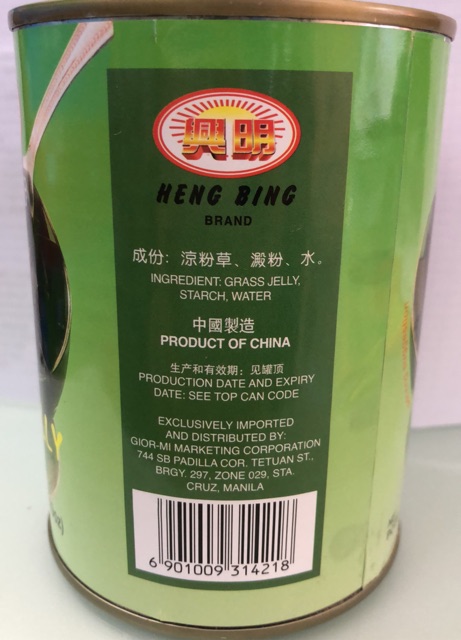 興明
HENG BING
BRAND
成份: 涼粉草、澱粉、水。
INGREDIENT: GRASS JELLY,
STARCH, WATER
中國製造
PRODUCT OF CHINA
生产和有效期: 见罐顶
PRODUCTION DATE AND EXPIRY
DATE: SEE TOP CAN CODE
EXCLUSIVELY IMPORTED
AND DISTRIBUTED BY:
GIOR-MI MARKETING CORPORATION
744 SB PADILLA COR. TETUAN ST.,
BRGY. 297, ZONE 029, STA.
CRUZ, MANILA
6 901009 314218
LY